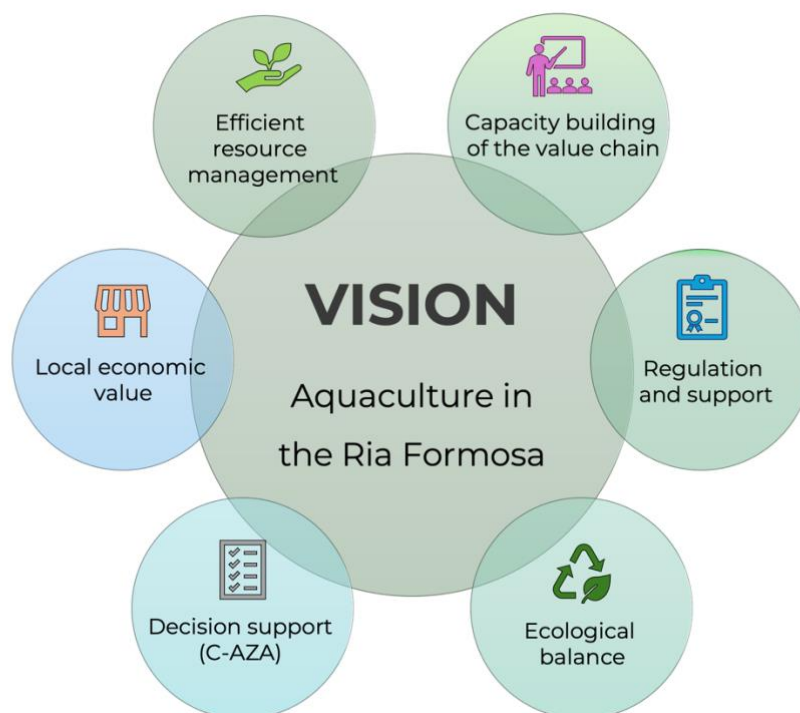 Efficient
resource
management
Capacity building
of the value chain
VISION
Aquaculture in
the Ria Formosa
Local economic
value
Regulation
and support
Decision support
(C-AZA)
Ecological
balance